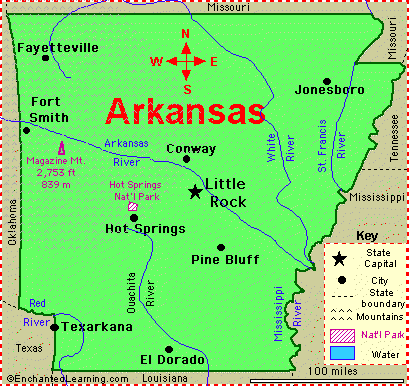 Missouri
Fayetteville
N
W E
S
Missouri
Jonesboro
Arkansas
Fort
Smith
Arkansas
River
Conway
White
River
St. Francis
River
Tennessee
Magazine Mt.
2,753 ft
839 m
Hot Springs
Nat'l Park
Little
Rock
Mississippi
Oklahoma
Hot Springs
Pine Bluff
Ouachita
River
Mississippi
River
Red
River
Texarkana
Texas
El Dorado
Louisiana
Key
State
Capital
City
State
boundary
Mountains
Nat'l Park
Water
100 miles
©EnchantedLearning.com